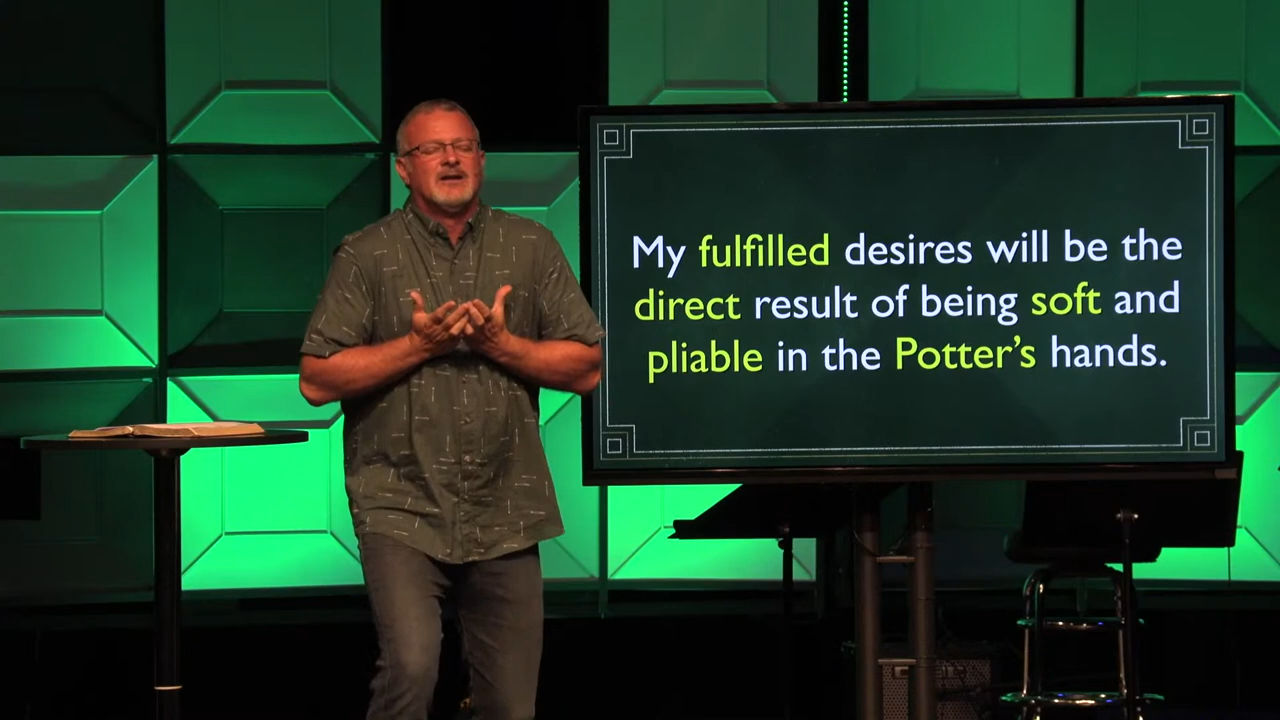 My fulfilled desires will be the
direct result of being soft and
pliable in the Potter's hands.